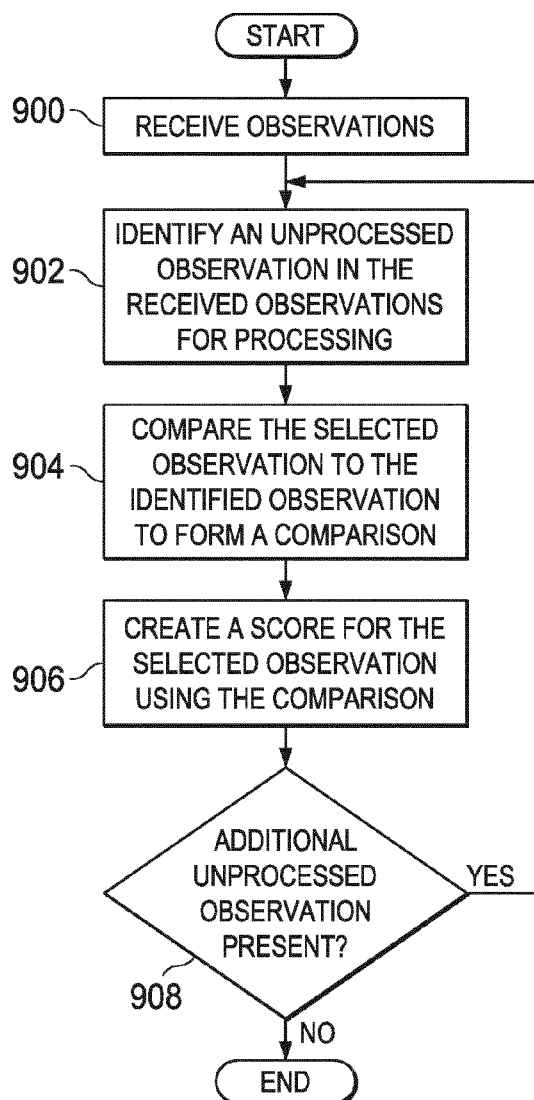 START
900
RECEIVE OBSERVATIONS
902
IDENTIFY AN UNPROCESSED
OBSERVATION IN THE
RECEIVED OBSERVATIONS
FOR PROCESSING
904
COMPARE THE SELECTED
OBSERVATION TO THE
IDENTIFIED OBSERVATION
TO FORM A COMPARISON
906
CREATE A SCORE FOR THE
SELECTED OBSERVATION
USING THE COMPARISON
ADDITIONAL
UNPROCESSED
OBSERVATION
PRESENT?
YES
908
NO
END